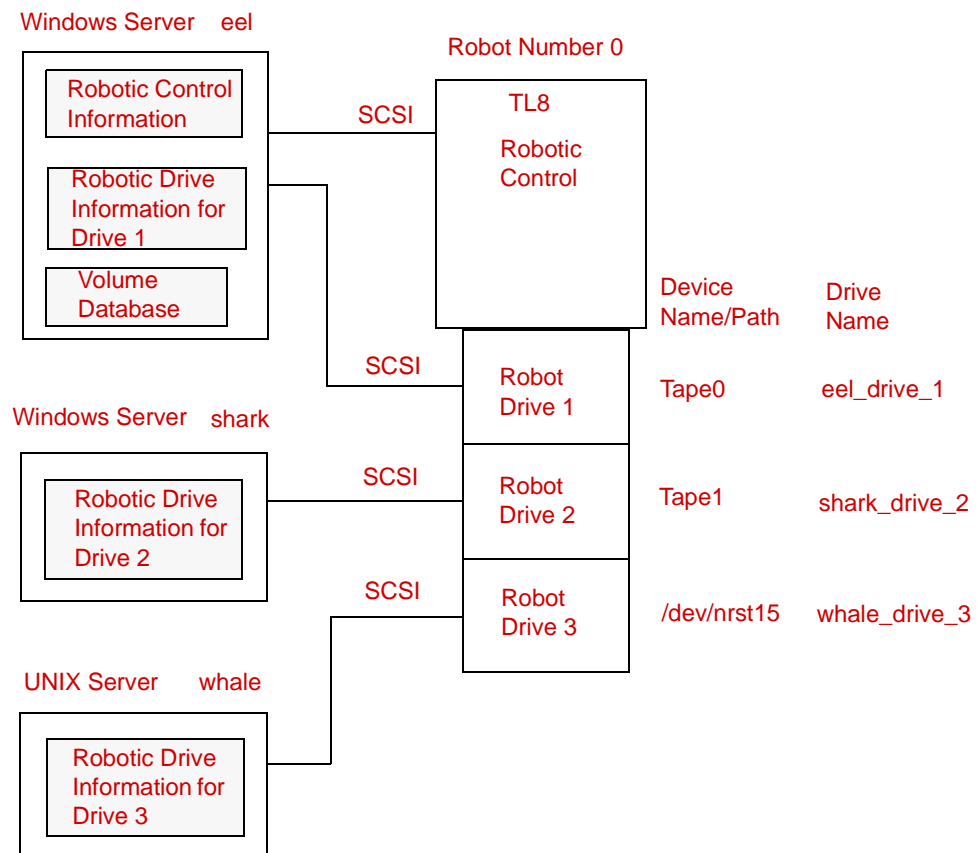 Windows Server eel
Robotic Control
Information
Robotic Drive
Information for
Drive 1
Volume
Database
SCSI
SCSI
Robot Number 0
TL8
Robotic
Control
Device
Name/Path
Drive
Name
Robot
Drive 1
Tape0
eel_drive_1
Windows Server shark
Robotic Drive
Information for
Drive 2
SCSI
Robot
Drive 2
Tape1
shark_drive_2
SCSI
Robot
Drive 3
/dev/nrst15
whale_drive_3
UNIX Server whale
Robotic Drive
Information for
Drive 3